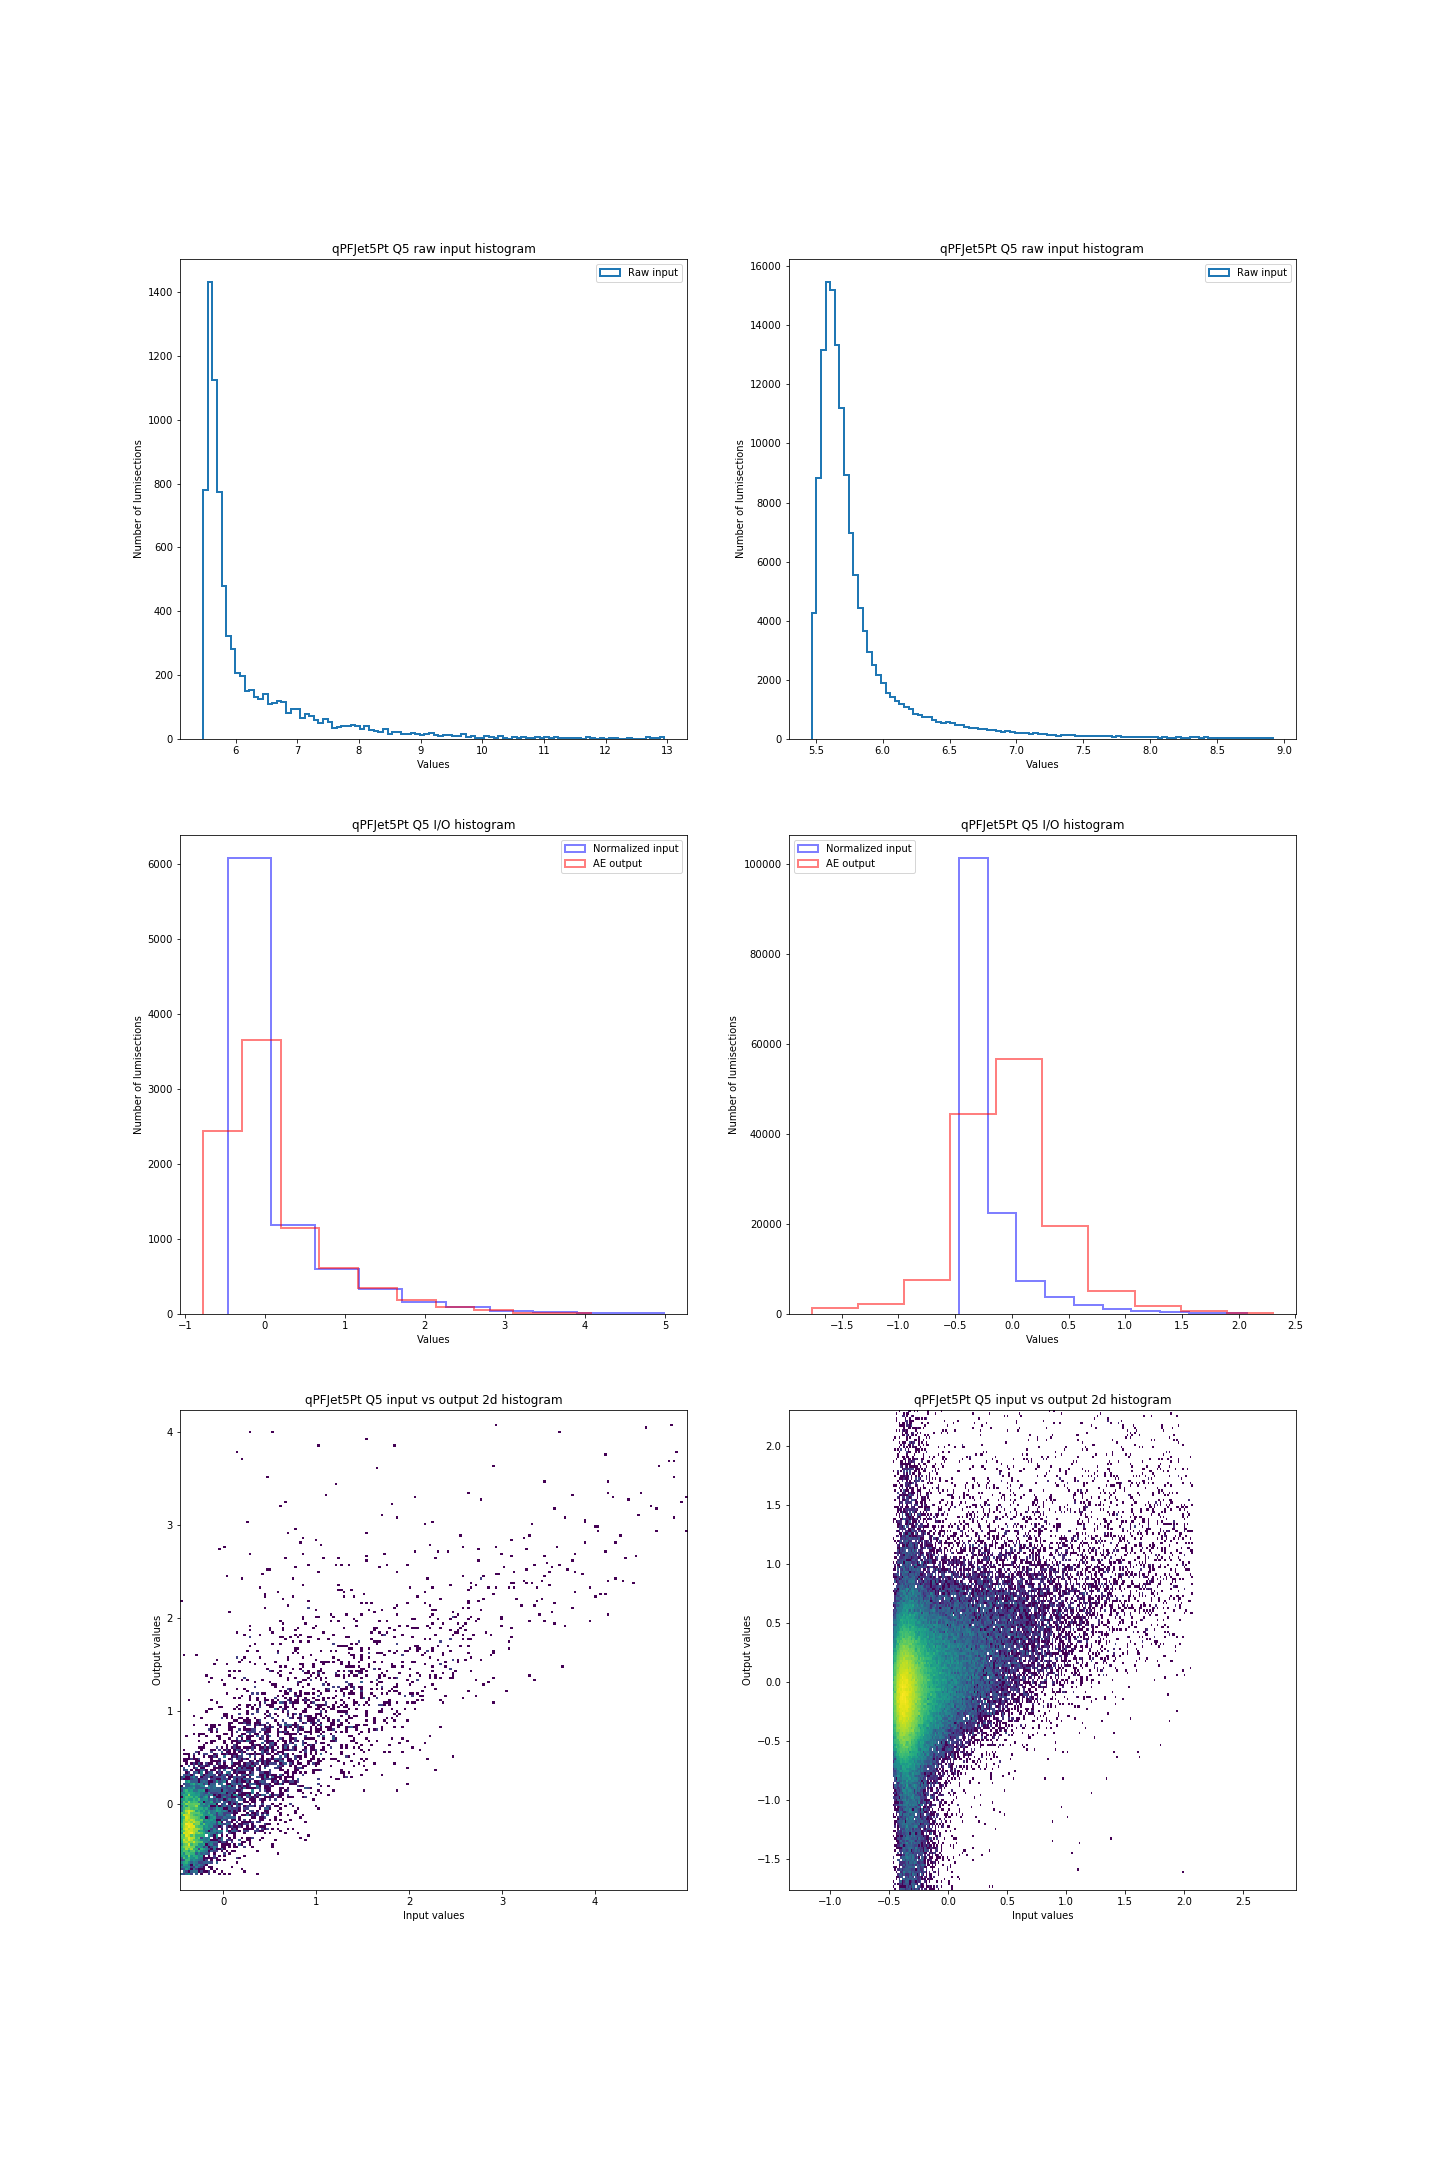 qPFJet5Pt Q5 raw input histogram
Raw input
1400
1200
1000
800
600
400
200
0
Number of lumisections
6 7 8 9 10 11 12 13
Values
qPFJet5Pt Q5 raw input histogram
Raw input
16000
14000
12000
10000
8000
6000
4000
2000
0
Number of lumisections
5.5 6.0 6.5 7.0 7.5 8.0 8.5 9.0
Values
qPFJet5Pt Q5 I/O histogram
Normalized input
AE output
6000
5000
4000
3000
2000
1000
0
Number of lumisections
−1 0 1 2 3 4 5
Values
qPFJet5Pt Q5 I/O histogram
Normalized input
AE output
100000
80000
60000
40000
20000
0
Number of lumisections
−1.5 −1.0 −0.5 0.0 0.5 1.0 1.5 2.0 2.5
Values
qPFJet5Pt Q5 input vs output 2d histogram
4
3
2
1
0
Output values
0 1 2 3 4
Input values
qPFJet5Pt Q5 input vs output 2d histogram
2.0
1.5
1.0
0.5
0.0
−0.5
−1.0
−1.5
Output values
−1.0 −0.5 0.0 0.5 1.0 1.5 2.0 2.5
Input values